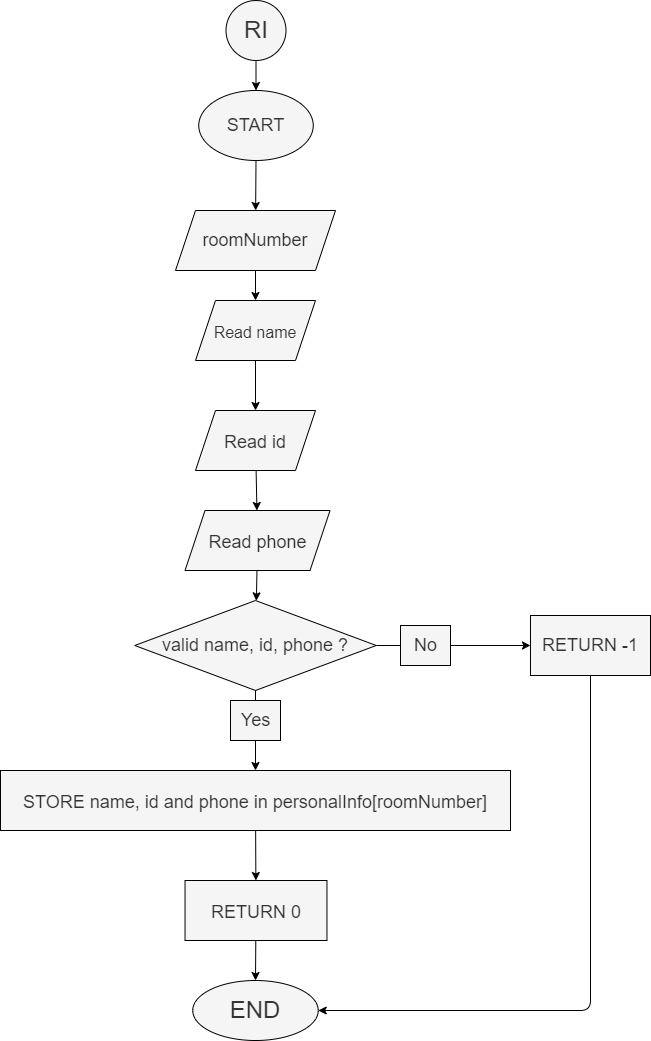 RI
START
roomNumber
Read name
Read id
Read phone
valid name, id, phone ?
No
RETURN -1
Yes
STORE name, id and phone in personalInfo[roomNumber]
RETURN 0
END